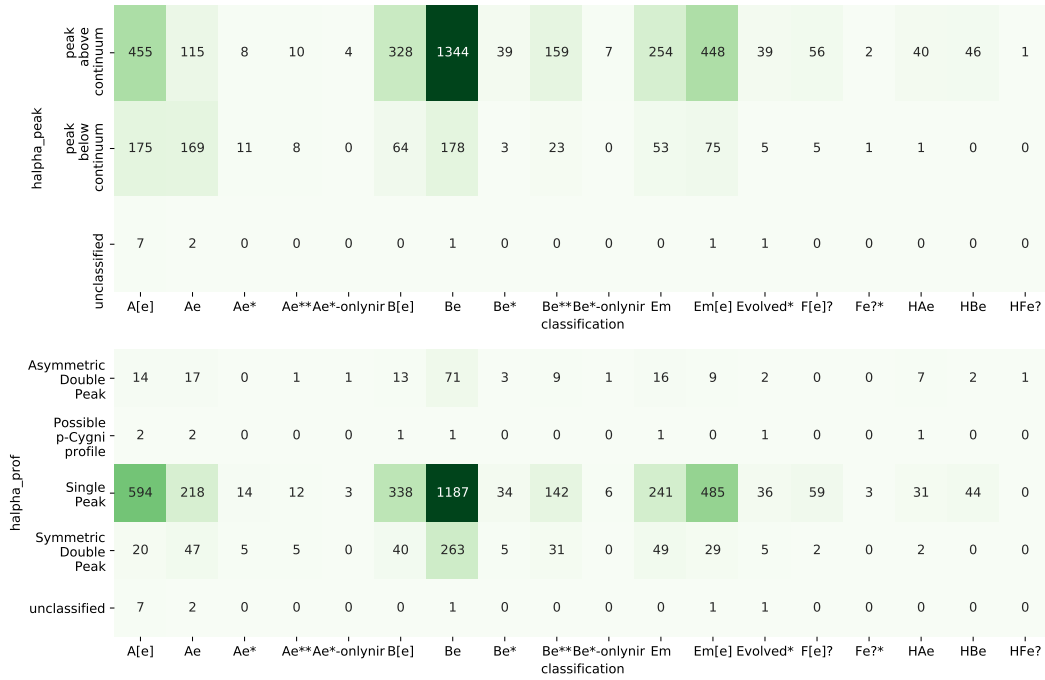 halpha_peak
peak
above
continuum
455 115 8 10 4 328 1344 39 159 7 254 448 39 56 2 40 46 1
peak
below
continuum
175 169 11 8 0 64 178 3 23 0 53 75 5 5 1 1 0 0
unclassified
7 2 0 0 0 0 1 0 0 0 0 1 1 0 0 0 0 0
A[e] Ae Ae* Ae** Ae*-onlynir B[e] Be Be* Be** Be*-onlynir Em Em[e] Evolved* F[e]? Fe?* HAe HBe HFe?
classification
halpha_prof
Asymmetric
Double
Peak
14 17 0 1 1 13 71 3 9 1 16 9 2 0 0 7 2 1
Possible
p-Cygni
profile
2 2 0 0 0 1 1 0 0 0 1 0 1 0 0 1 0 0
Single
Peak
594 218 14 12 3 338 1187 34 142 6 241 485 36 59 3 31 44 0
Symmetric
Double
Peak
20 47 5 5 0 40 263 5 31 0 49 29 5 2 0 2 0 0
unclassified
7 2 0 0 0 0 1 0 0 0 0 1 1 0 0 0 0 0
A[e] Ae Ae* Ae** Ae*-onlynir B[e] Be Be* Be** Be*-onlynir Em Em[e] Evolved* F[e]? Fe?* HAe HBe HFe?
classification